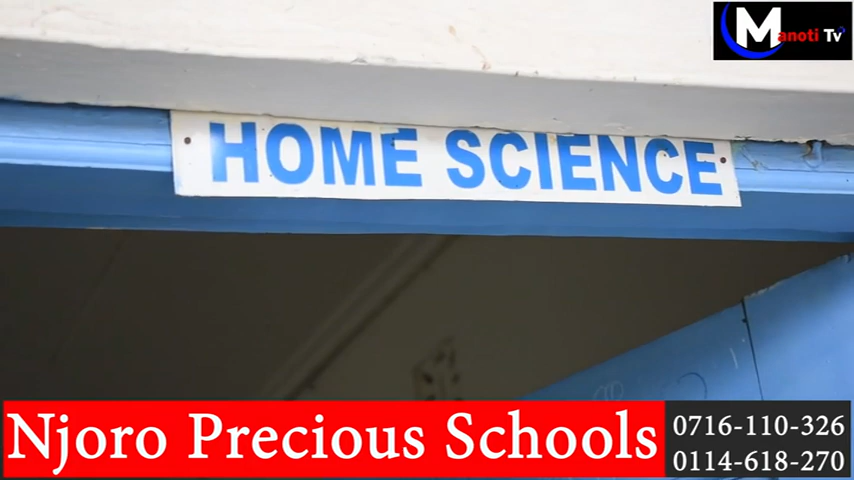 Manoti Tv
HOME SCIENCE
Njoro Precious Schools
0716-110-326
0114-618-270